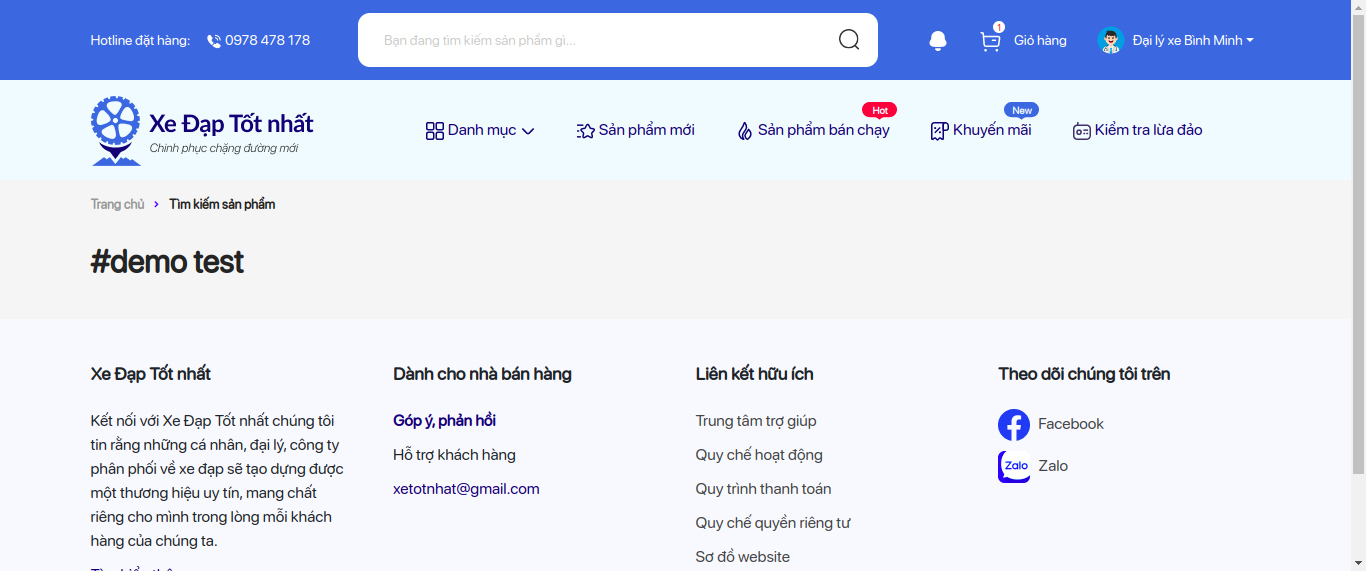 Hotline đặt hàng: 0978 478 178
Bạn đang tìm kiếm sản phẩm gì...
1
Giỏ hàng
Đại lý xe Bình Minh
Xe Đạp Tốt nhất
Chinh phục chặng đường mới
Danh mục
Sản phẩm mới
Hot
Sản phẩm bán chạy
New
Khuyến mãi
Kiểm tra lừa đảo
Trang chủ > Tìm kiếm sản phẩm
#demo test
Xe Đạp Tốt nhất
Kết nối với Xe Đạp Tốt nhất chúng tôi
tin rằng những cá nhân, đại lý, công ty
phân phối về xe đạp sẽ tạo dựng được
một thương hiệu uy tín, mang chất
riêng cho mình trong lòng mỗi khách
hàng của chúng ta.
Dành cho nhà bán hàng
Góp ý, phản hồi
Hỗ trợ khách hàng
xetotnhat@gmail.com
Liên kết hữu ích
Trung tâm trợ giúp
Quy chế hoạt động
Quy trình thanh toán
Quy chế quyền riêng tư
Sơ đồ website
Theo dõi chúng tôi trên
Facebook
Zalo
Zalo